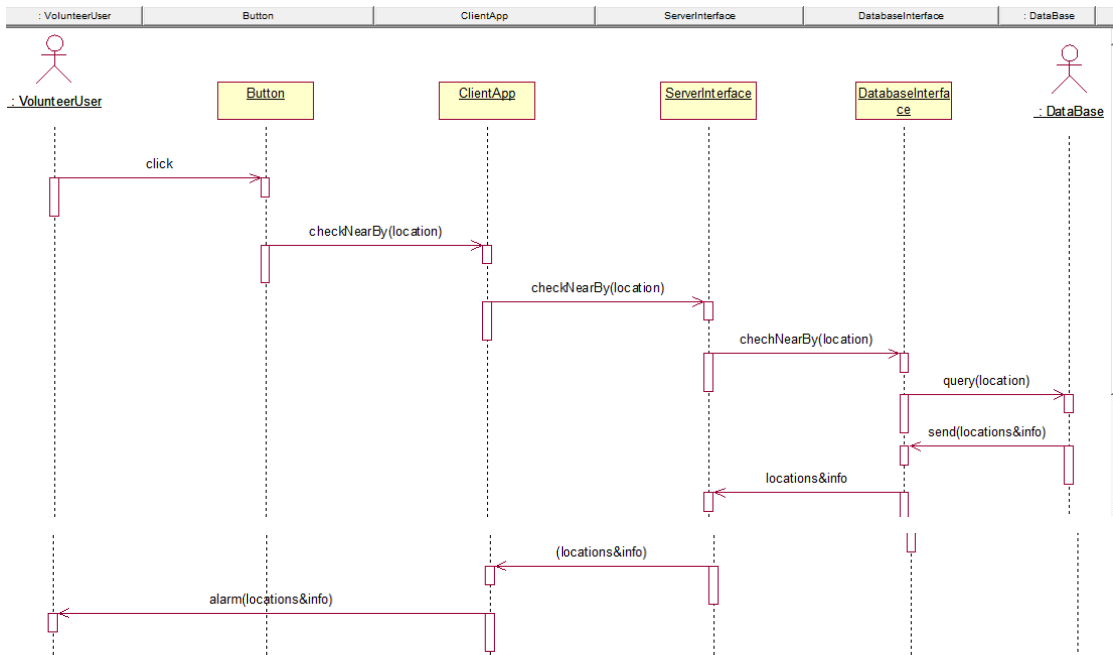 : VolunteerUser
Button
ClientApp
ServerInterface
DatabaseInterface
: DataBase
: VolunteerUser
Button
ClientApp
ServerInterface
DatabaseInterfa
ce
: DataBase
click
checkNearBy(location)
checkNearBy(location)
chechNearBy(location)
query(location)
send(locations&info)
locations&info
(locations&info)
alarm(locations&info)